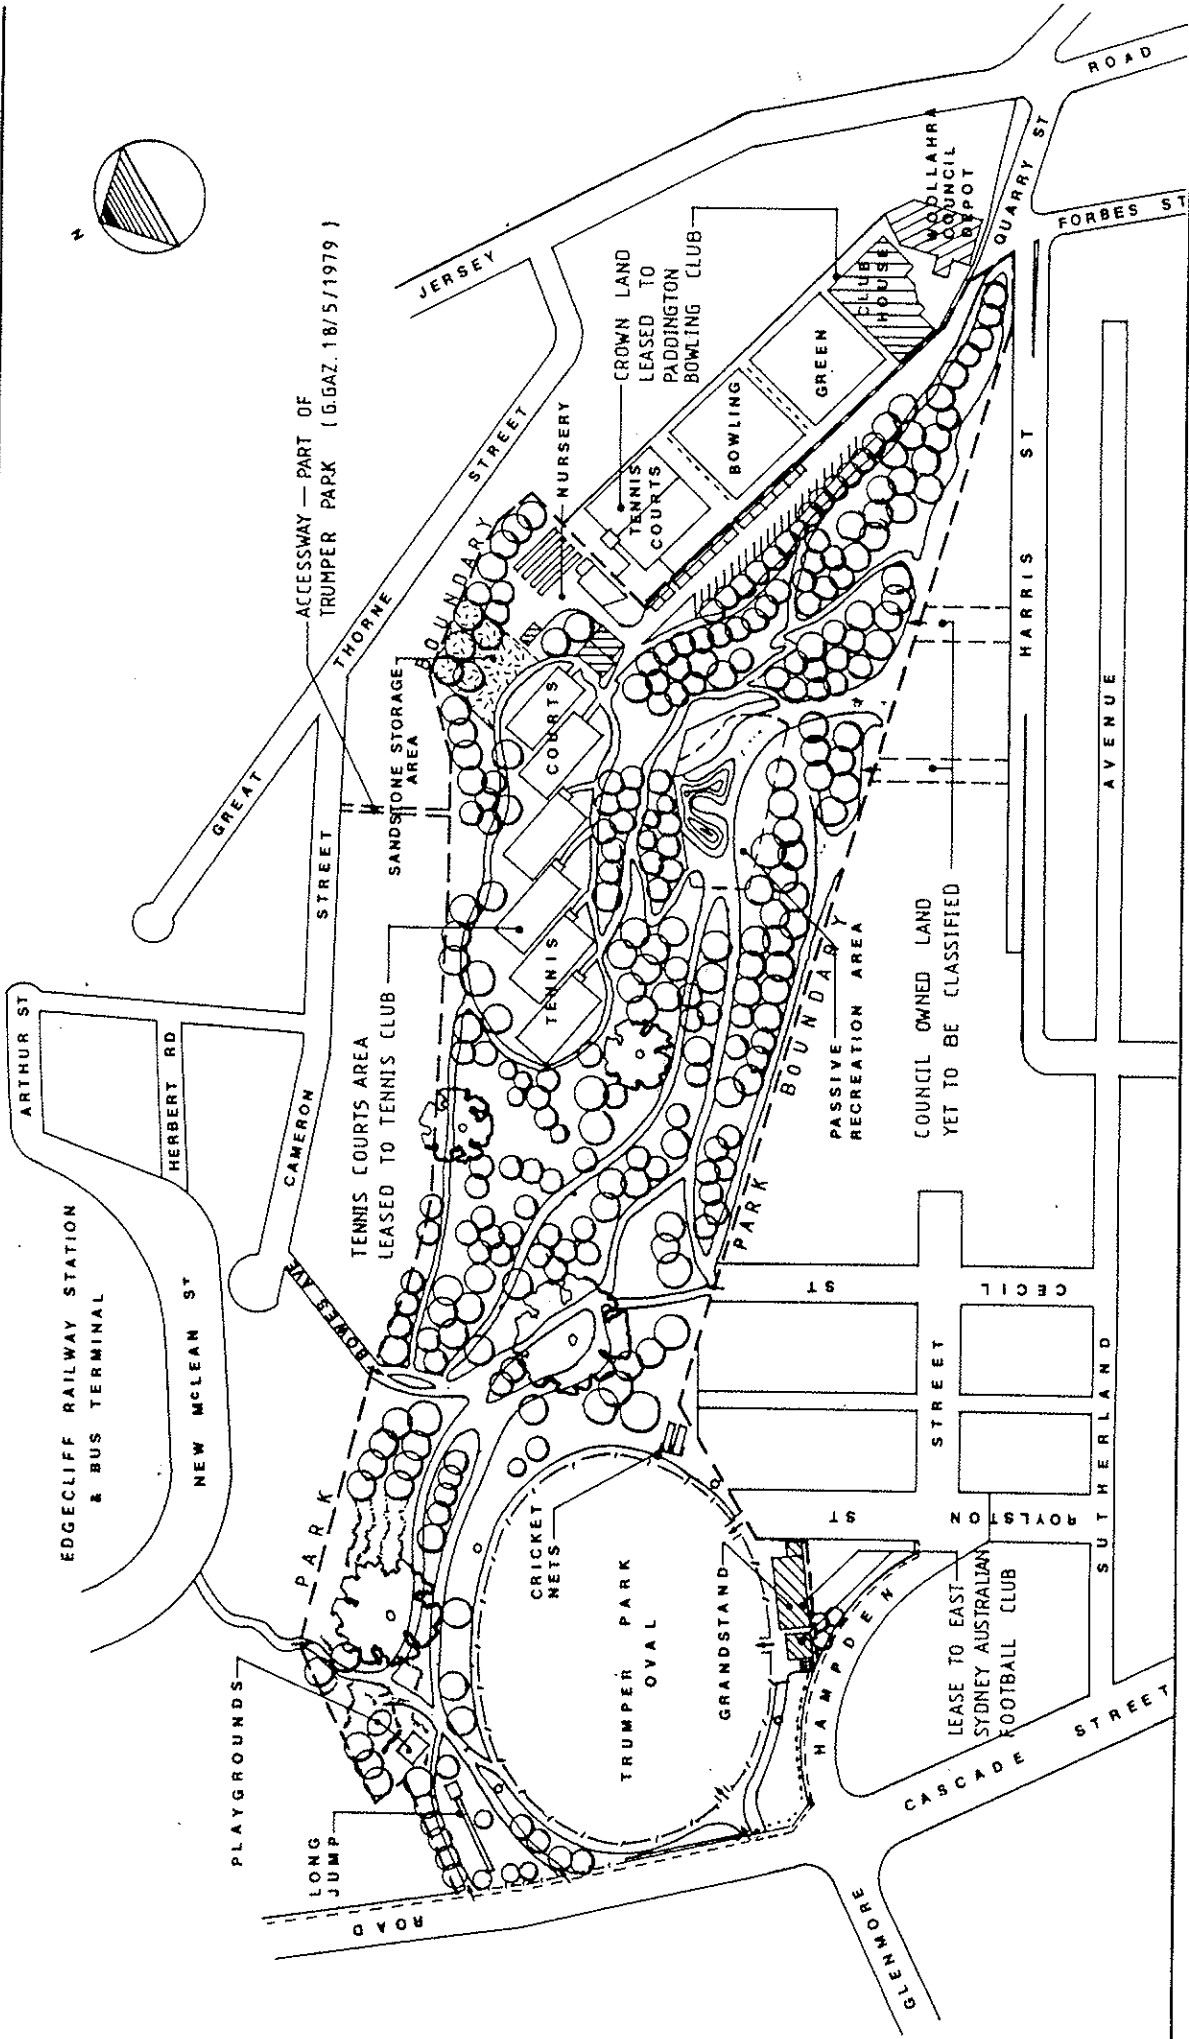 EDGECLIFF RAILWAY STATION
& BUS TERMINAL
NEW McLEAN ST
ARTHUR ST
HERBERT RD
CAMERON
STREET
BOWES AVE
GREAT
THORNE
STREET
JERSEY
ROAD
N
ACCESSWAY — PART OF
TRUMPER PARK ( G.GAZ. 18/5/1979 )
PLAYGROUNDS
LONG
JUMP
PARK
BOUNDARY
TENNIS COURTS AREA
LEASED TO TENNIS CLUB
SANDSTONE STORAGE
AREA
NURSERY
CROWN LAND
LEASED TO
PADDINGTON
BOWLING CLUB
TENNIS
COURTS
TENNIS
COURTS
BOWLING
GREEN
CLUB
HOUSE
WOOLLAHRA
COUNCIL
DEPOT
QUARRY ST
FORBES ST
CRICKET
NETS
TRUMPER PARK
OVAL
GRANDSTAND
PARK
BOUNDARY
PASSIVE
RECREATION AREA
COUNCIL OWNED LAND
YET TO BE CLASSIFIED
HARRIS ST
ROAD
GLENMORE
HAMPDEN
STREET
CASCADE STREET
LEASE TO EAST
SYDNEY AUSTRALIAN
FOOTBALL CLUB
ROYLSTON ST
CECIL ST
SUTHERLAND
AVENUE